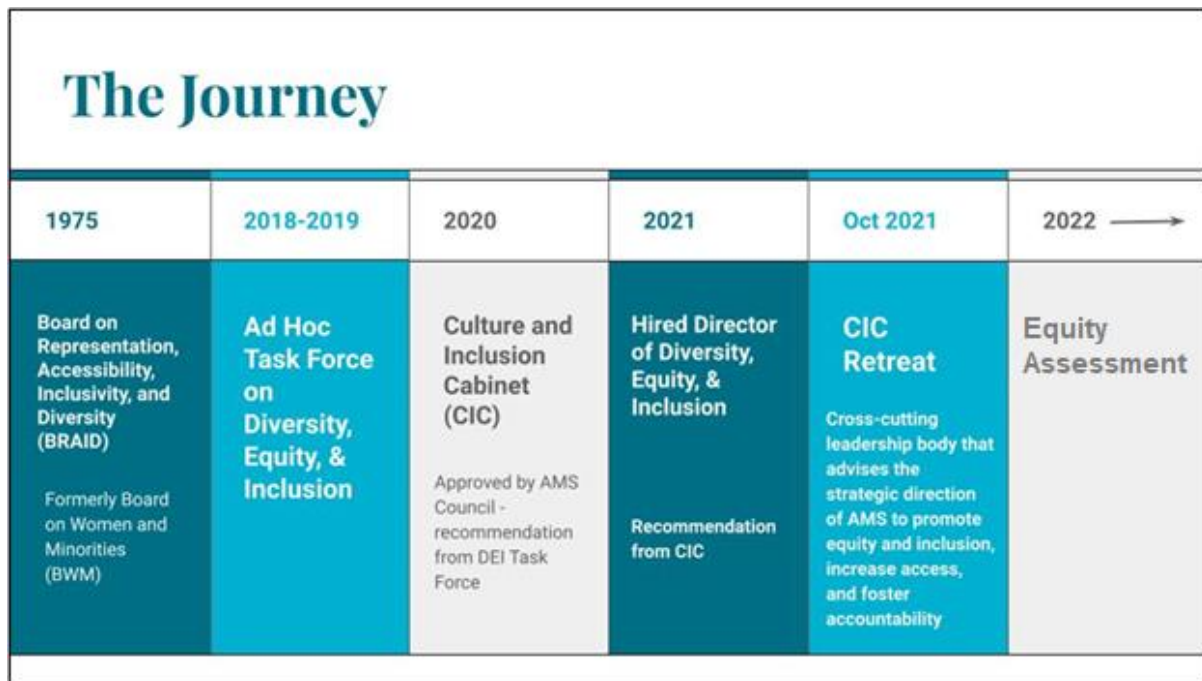 The Journey
1975
2018-2019
2020
2021
Oct 2021
2022
Board on
Representation,
Accessibility,
Inclusivity, and
Diversity
(BRAID)
Formerly Board
on Women and
Minorities
(BWM)
Ad Hoc
Task Force
on
Diversity,
Equity, &
Inclusion
Culture and
Inclusion
Cabinet
(CIC)
Approved by AMS
Council -
recommendation
from DEI Task
Force
Hired Director
of Diversity,
Equity, &
Inclusion
Recommendation
from CIC
CIC
Retreat
Cross-cutting
leadership body that
advises the
strategic direction
of AMS to promote
equity and inclusion,
increase access,
and foster
accountability
Equity
Assessment